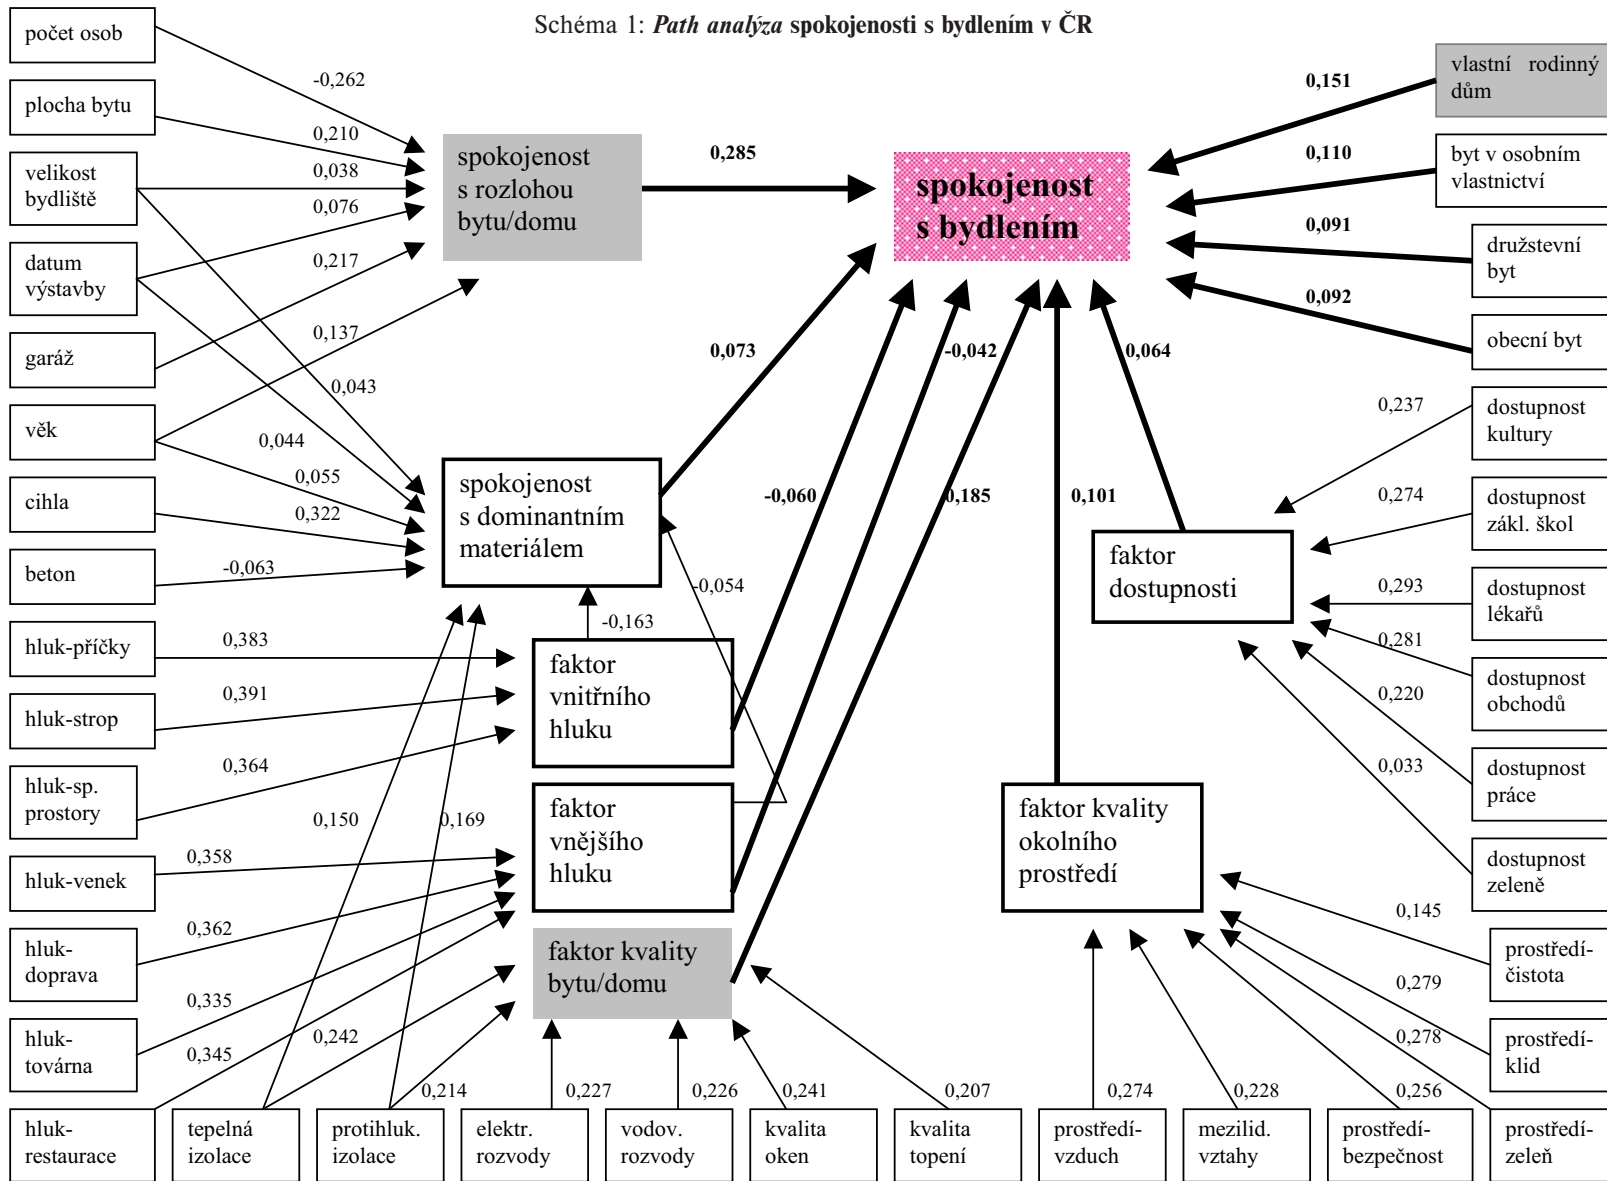 Schéma 1: Path analýza spokojenosti s bydlením v ČR
počet osob
plocha bytu
velikost
bydliště
datum
výstavby
garáž
věk
cihla
beton
hluk-příčky
hluk-strop
hluk-sp.
prostory
hluk-venek
hluk-
doprava
hluk-
továrna
hluk-
restaurace
-0,262
0,210
0,038
0,076
0,217
0,137
0,043
0,044
0,055
0,322
-0,063
0,383
0,391
0,364
0,150
0,169
0,358
0,362
0,335
0,345
0,242
0,214
spokojenost
s rozlohou
bytu/domu
0,285
spokojenost
s dominantním
materiálem
0,073
-0,163
-0,054
faktor
vnitřního
hluku
-0,060
faktor
vnějšího
hluku
-0,042
faktor kvality
bytu/domu
0,185
spokojenost
s bydlením
0,101
0,064
faktor
dostupnosti
faktor kvality
okolního
prostředí
0,151
0,110
0,091
0,092
vlastní rodinný
dům
byt v osobním
vlastnictví
družstevní
byt
obecní byt
0,237
dostupnost
kultury
0,274
dostupnost
zákl. škol
0,293
dostupnost
lékařů
0,281
dostupnost
obchodů
0,220
dostupnost
práce
0,033
dostupnost
zeleně
0,145
prostředí-
čistota
0,279
prostředí-
klid
0,278
prostředí-
zeleň
0,227
0,226
0,241
0,207
0,274
0,228
0,256
tepelná
izolace
protihluk.
izolace
elektr.
rozvody
vodov.
rozvody
kvalita
oken
kvalita
topení
prostředí-
vzduch
mezilid.
vztahy
prostředí-
bezpečnost